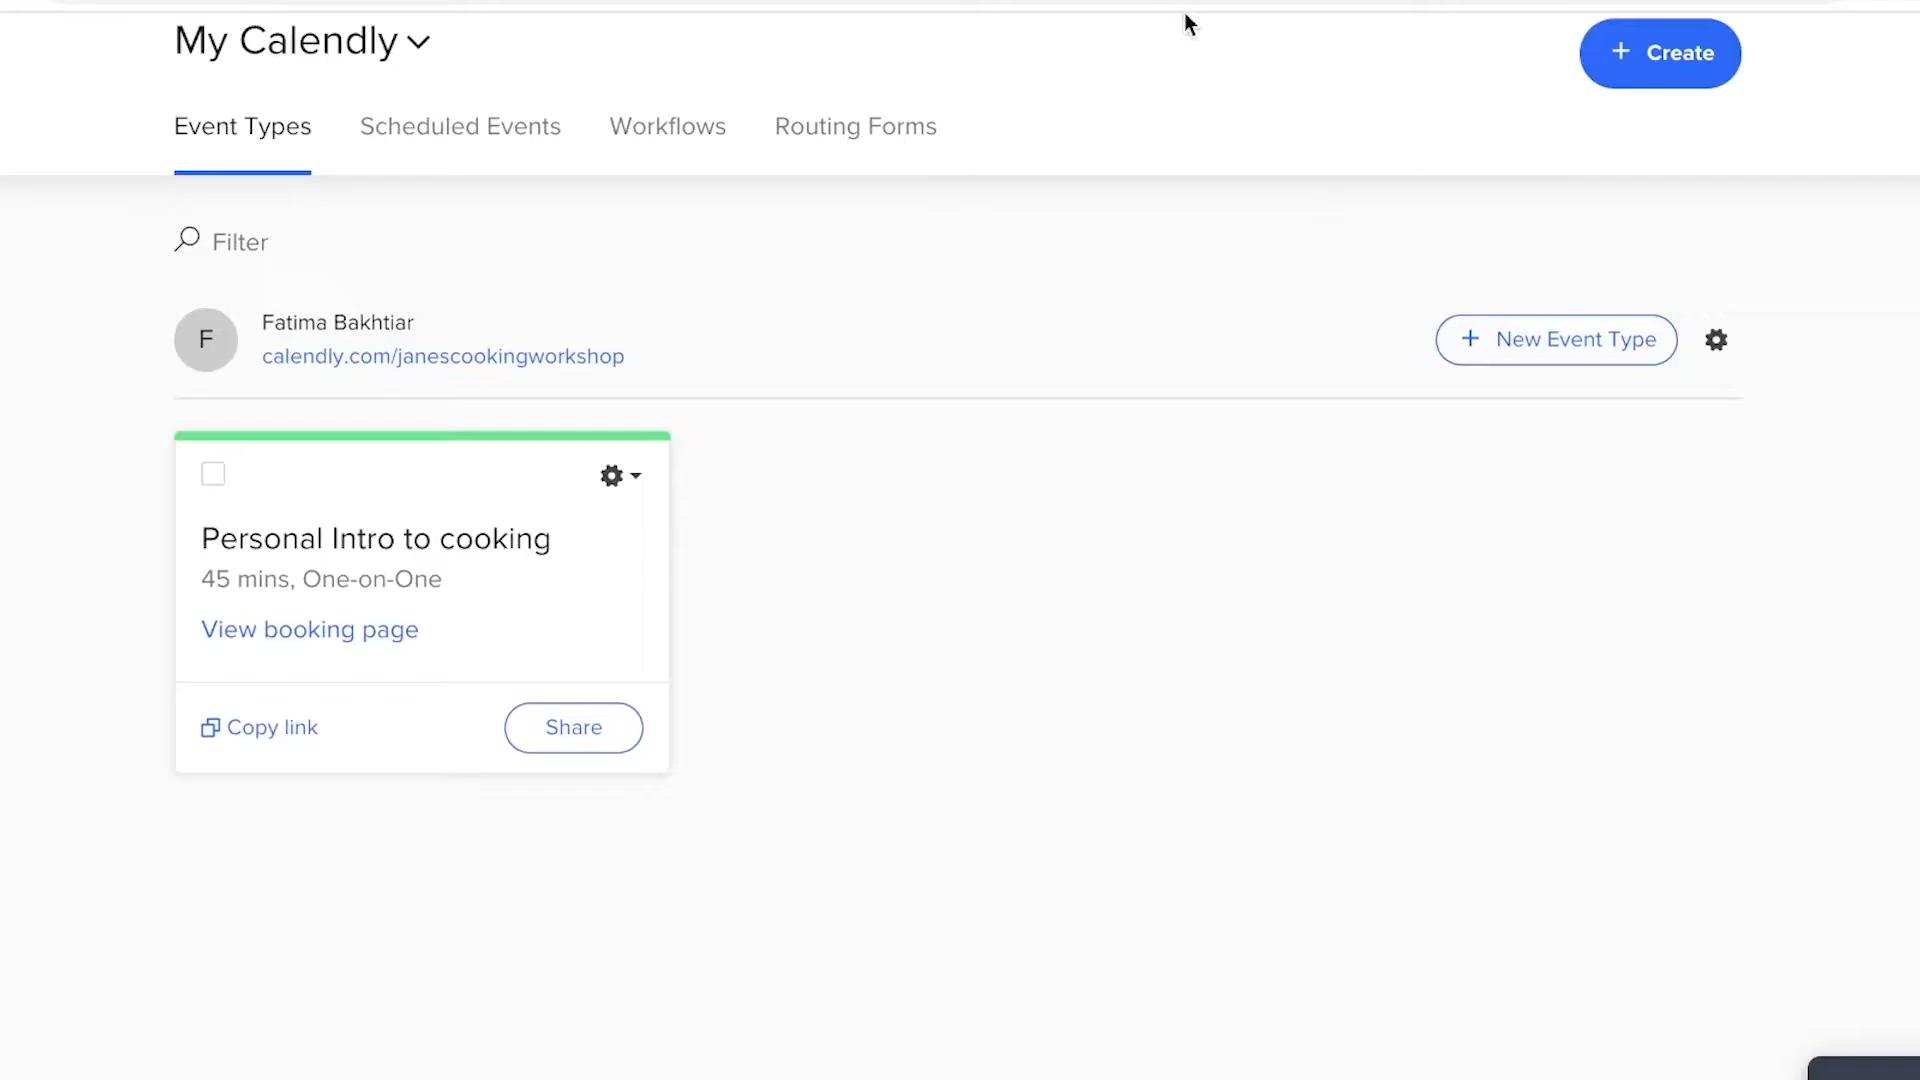 My Calendly
+ Create
Event Types Scheduled Events Workflows Routing Forms
Filter
F
Fatima Bakhtiar
calendly.com/janescookingworkshop
+ New Event Type
Personal Intro to cooking
45 mins, One-on-One
View booking page
Copy link
Share